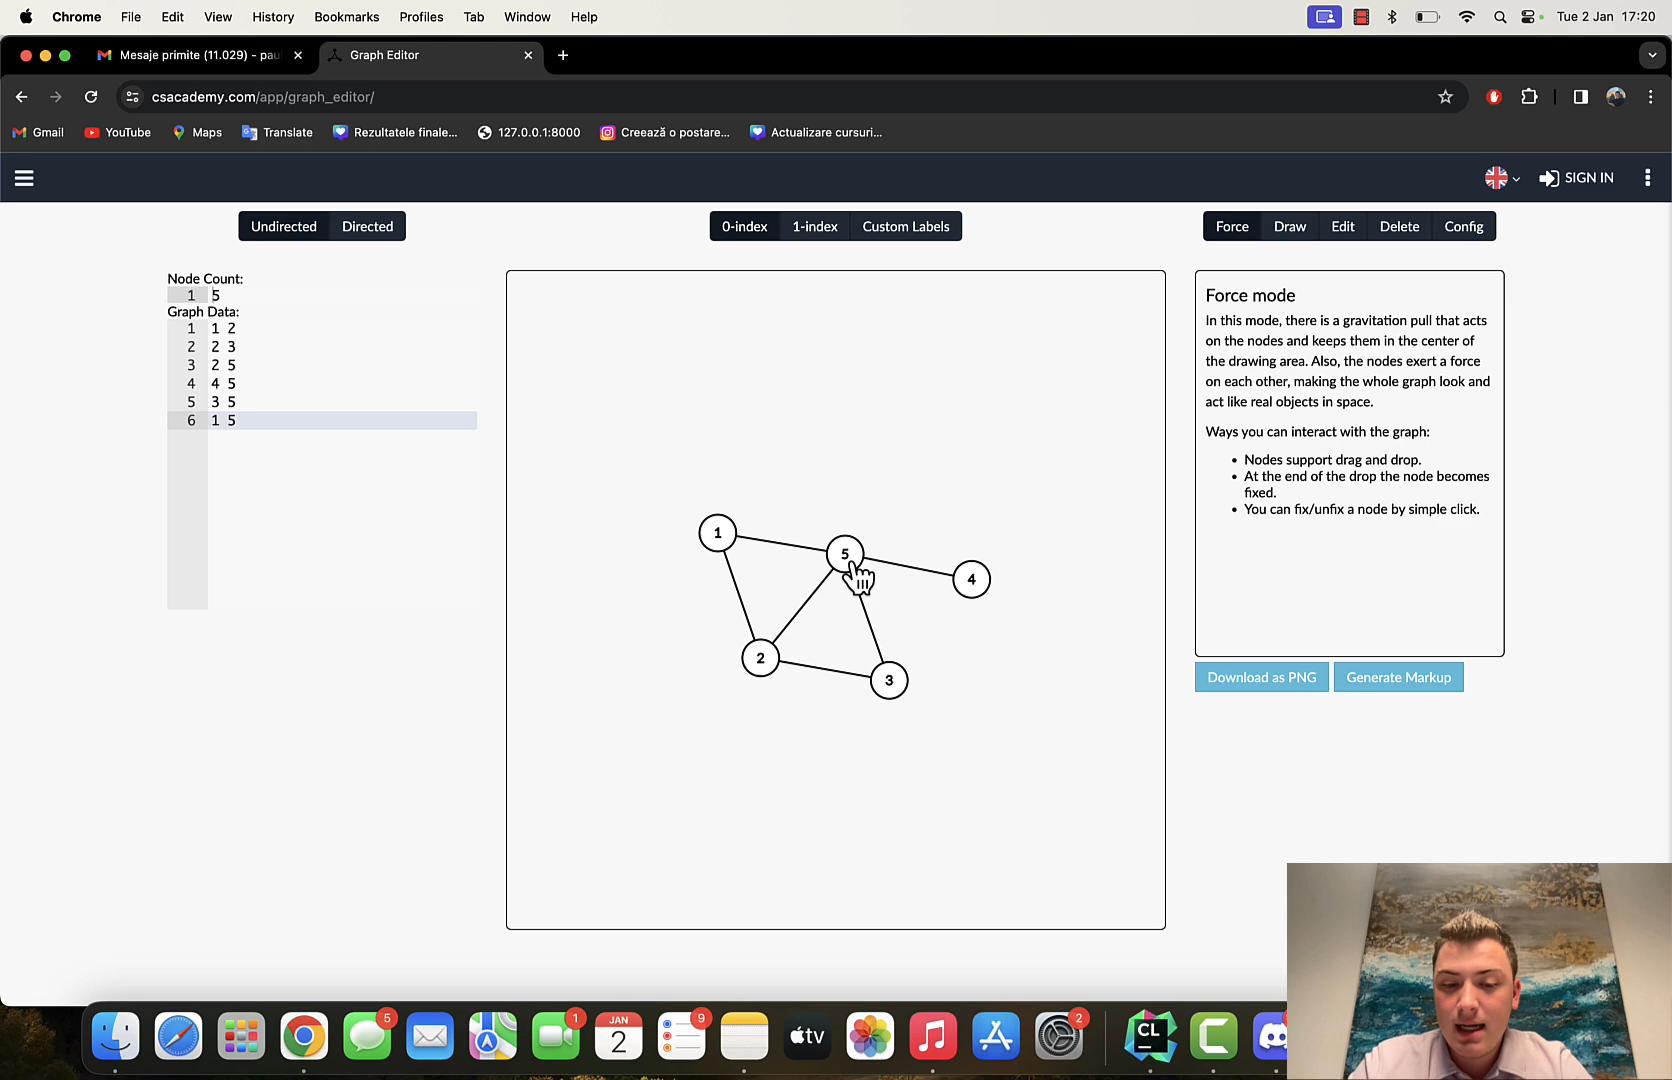 Chrome File Edit View History Bookmarks Profiles Tab Window Help Tue 2 Jan 17:20
Mesaje primite (11.029) - pau Graph Editor
csacademy.com/app/graph_editor/
Gmail YouTube Maps Translate Rezultatele finale... 127.0.0.1:8000 Creează o postare... Actualizare cursuri...
SIGN IN
Undirected Directed 0-index 1-index Custom Labels Force Draw Edit Delete Config
Node Count:
1 5
Graph Data:
1 1 2
2 2 3
3 2 5
4 4 5
5 3 5
6 1 5
1
5
4
2
3
Force mode
In this mode, there is a gravitation pull that acts
on the nodes and keeps them in the center of
the drawing area. Also, the nodes exert a force
on each other, making the whole graph look and
act like real objects in space.
Ways you can interact with the graph:
• Nodes support drag and drop.
• At the end of the drop the node becomes
fixed.
• You can fix/unfix a node by simple click.
Download as PNG Generate Markup
5 1 JAN 2 9 tv 2 CL C